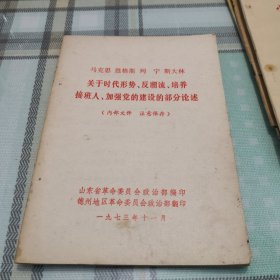 马克思 恩格斯 列宁 斯大林
关于时代形势、反潮流、培养
接班人、加强党的建设的部分论述
（内部文件 注意保存）
山东省革命委员会政治部编印
德州地区革命委员会政治部翻印
一九七三年十一月